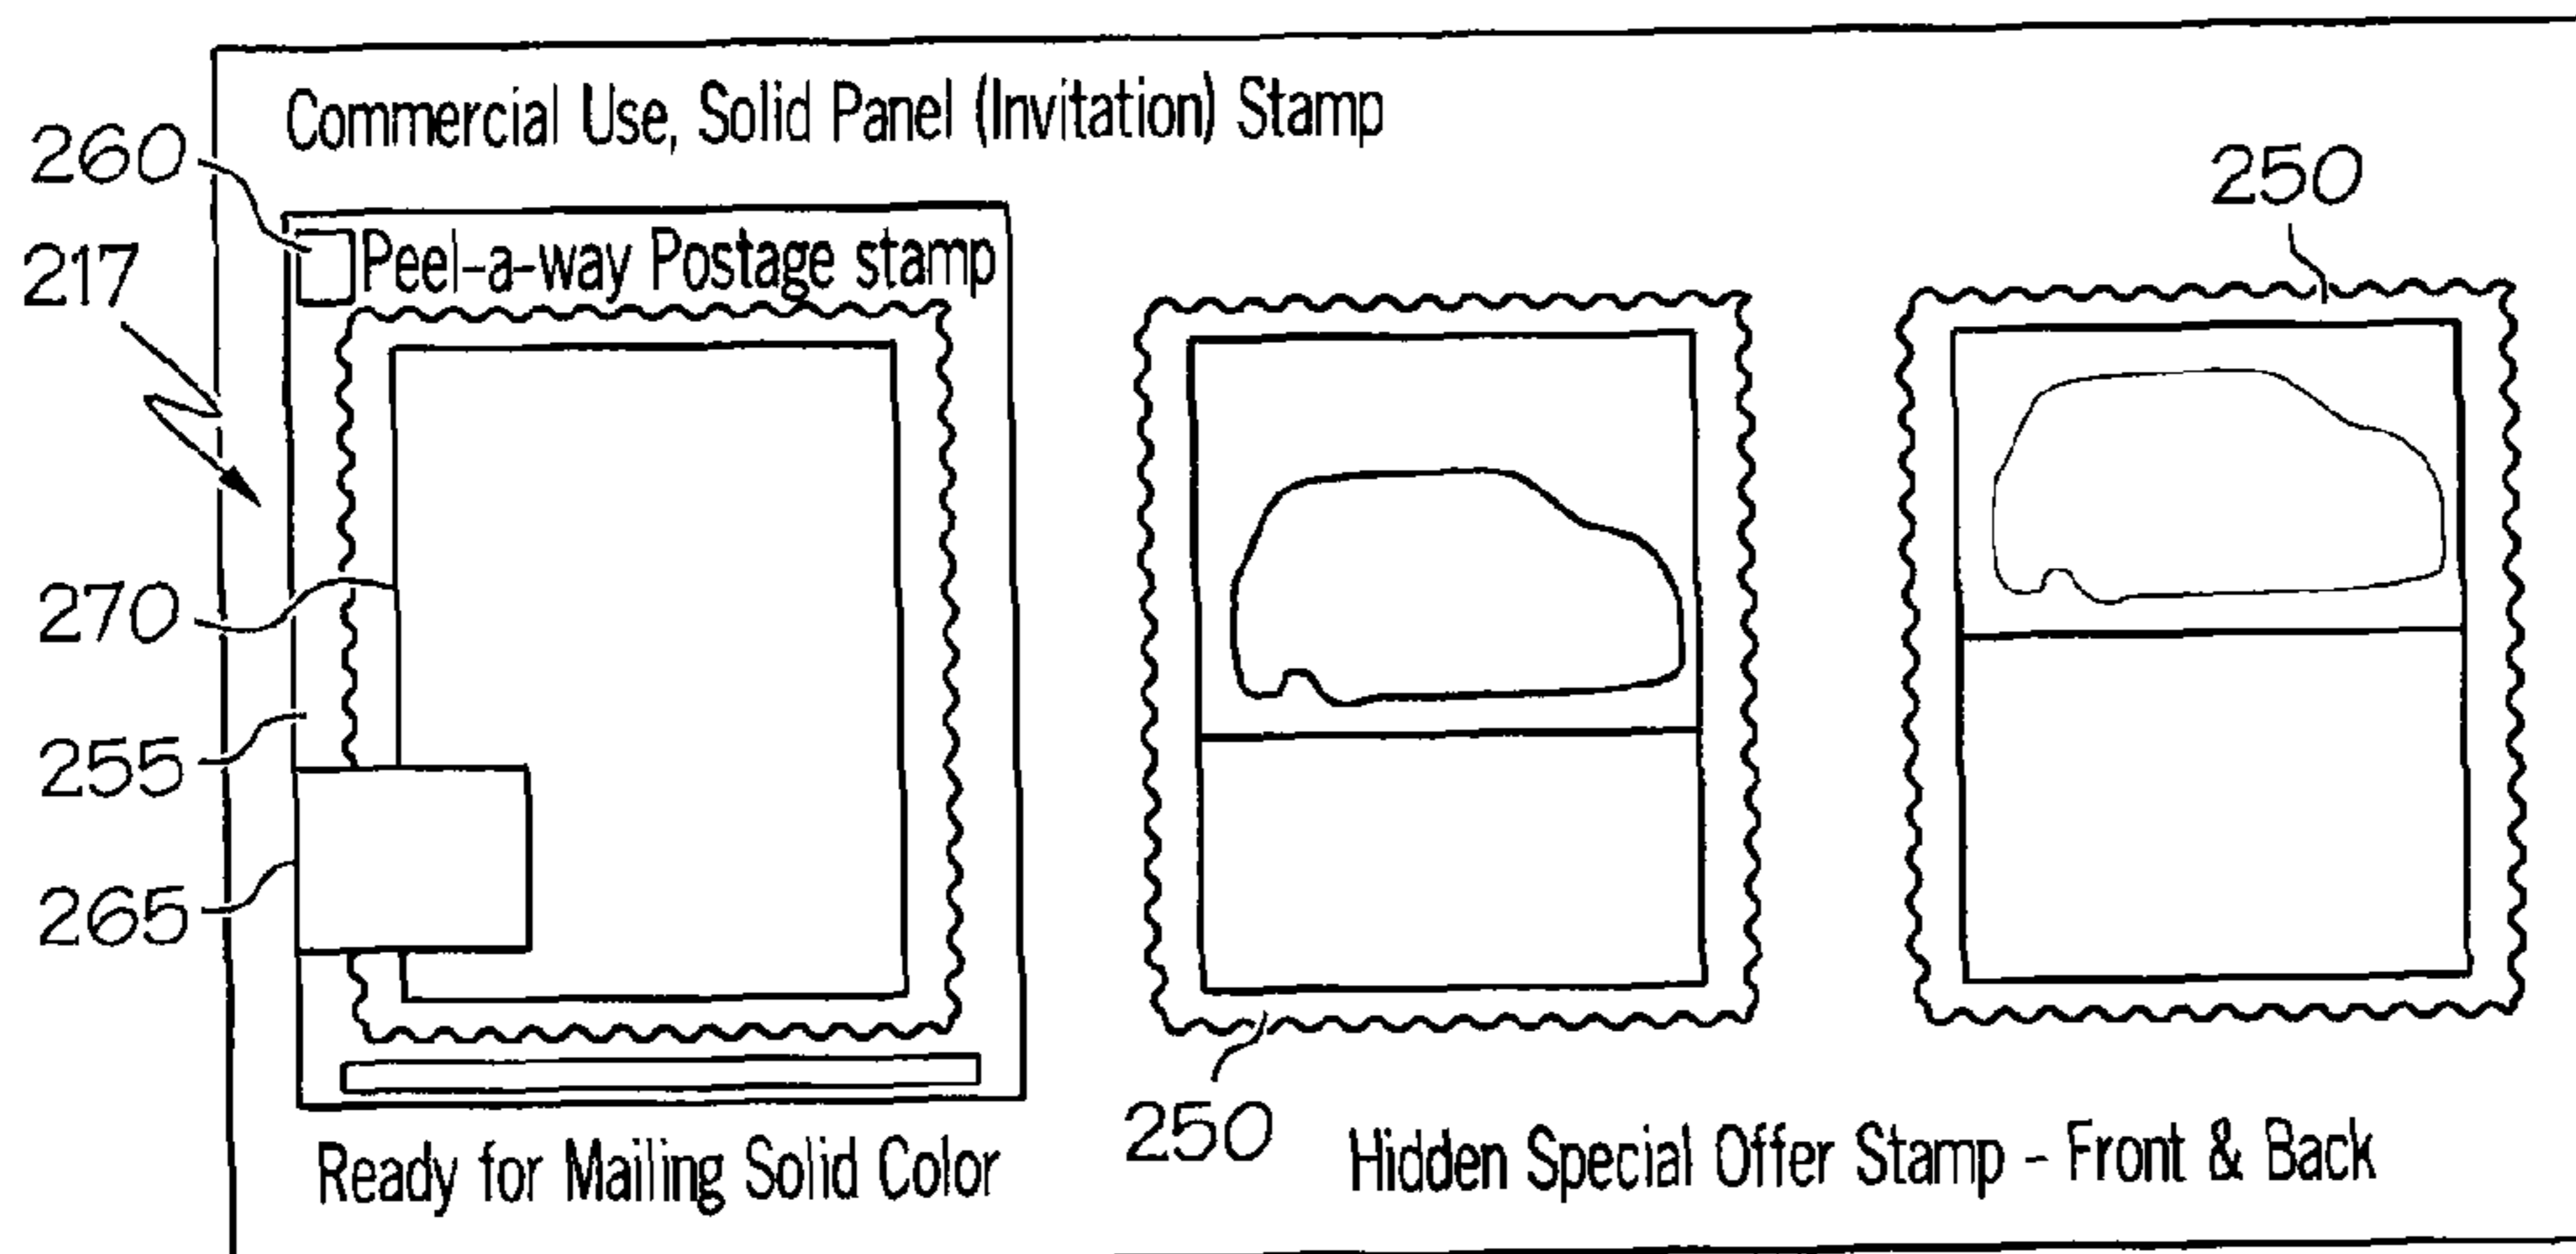 Commercial Use, Solid Panel (Invitation) Stamp
260
250
217
Peel-a-way Postage stamp
270
255
265
250
Ready for Mailing Solid Color
Hidden Special Offer Stamp - Front & Back